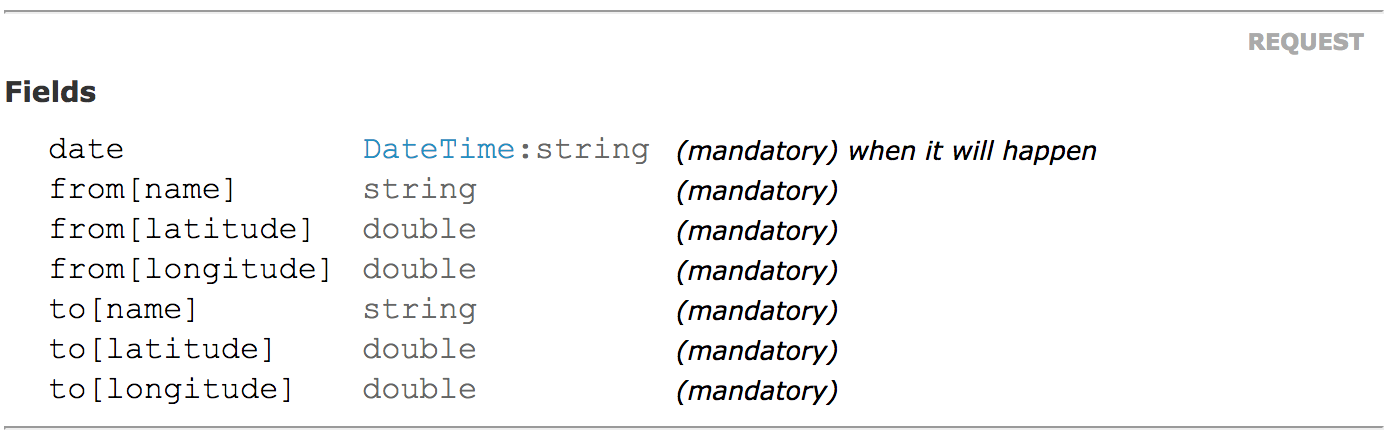 REQUEST
Fields
date DateTime:string (mandatory) when it will happen
from[name] string (mandatory)
from[latitude] double (mandatory)
from[longitude] double (mandatory)
to[name] string (mandatory)
to[latitude] double (mandatory)
to[longitude] double (mandatory)